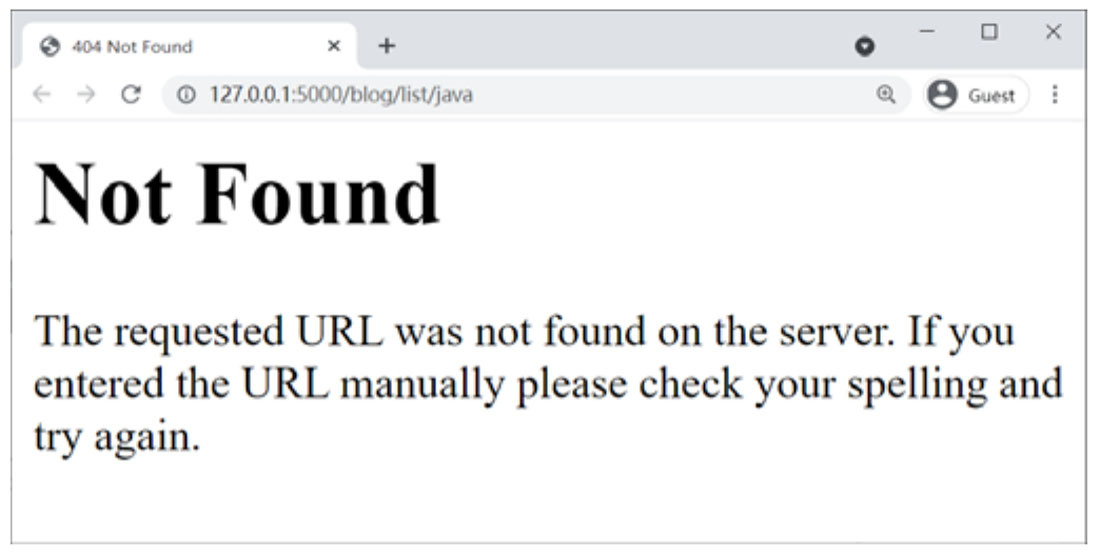 404 Not Found
127.0.0.1:5000/blog/list/java
Guest
Not Found
The requested URL was not found on the server. If you
entered the URL manually please check your spelling and
try again.